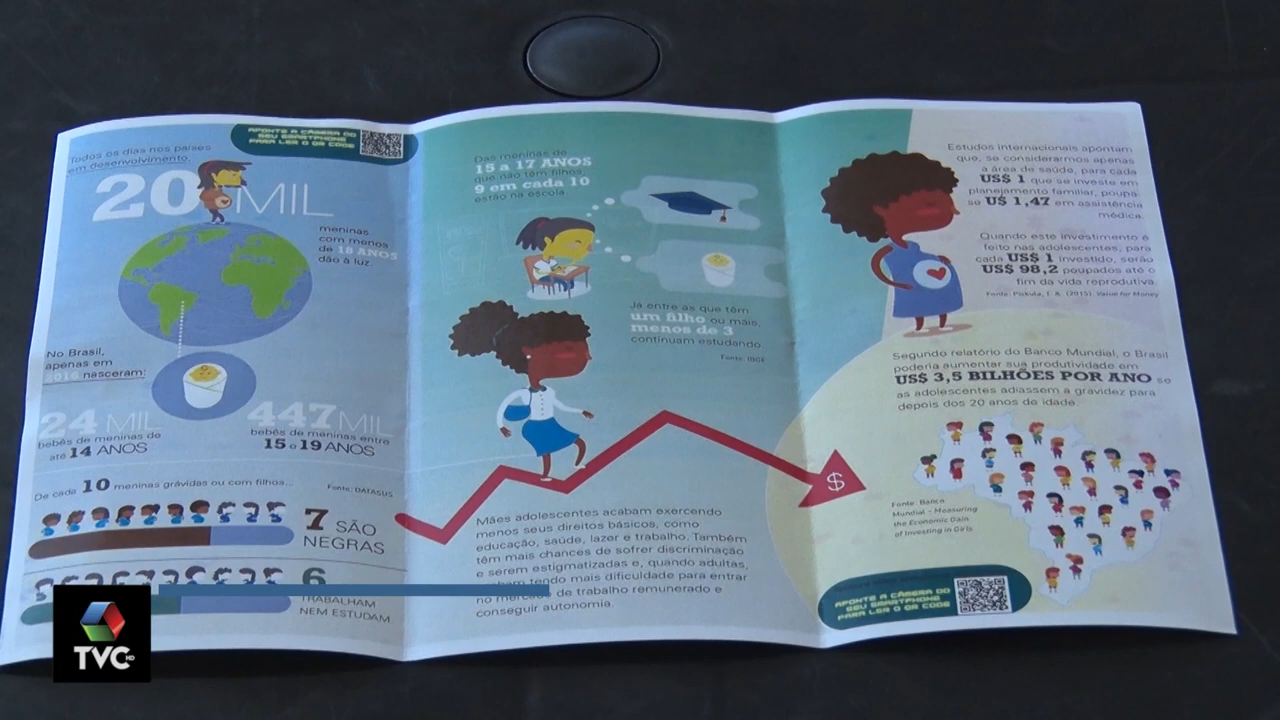 Todos os dias nos países
em desenvolvimento,
APONTE A CÂMERA DO
SEU SMARTPHONE
PARA LER O QR CODE
20 MIL
meninas
com menos
de 18 ANOS
dão à luz.
No Brasil,
apenas em
2016 nasceram:
24 MIL
bebês de meninas de
até 14 ANOS
447 MIL
bebês de meninas entre
15 e 19 ANOS
De cada 10 meninas grávidas ou com filhos...
Fonte: DATASUS
7 SÃO
NEGRAS
6
TRABALHAM
NEM ESTUDAM.
Das meninas de
15 a 17 ANOS
que não têm filhos,
9 em cada 10
estão na escola.
Já entre as que têm
um filho ou mais,
menos de 3
continuam estudando.
Fonte: IBGE
$
Mães adolescentes acabam exercendo
menos seus direitos básicos, como
educação, saúde, lazer e trabalho. Também
têm mais chances de sofrer discriminação
e serem estigmatizadas e, quando adultas,
tendo mais dificuldade para entrar
no mercado de trabalho remunerado e
conseguir autonomia.
Estudos internacionais apontam
que, se considerarmos apenas
a área de saúde, para cada
US$ 1 que se investe em
planejamento familiar, poupa-
se U$ 1,47 em assistência
médica.
Quando este investimento é
feito nas adolescentes, para
cada US$ 1 investido, serão
US$ 98,2 poupados até o
fim da vida reprodutiva.
(2015). Value for Money
Segundo relatório do Banco Mundial, o Brasil
poderia aumentar sua produtividade em
US$ 3,5 BILHÕES POR ANO se
as adolescentes adiassem a gravidez para
depois dos 20 anos de idade.
Fonte: Banco
Mundial - Measuring
the Economic Gain
of Investing in Girls
APONTE A CÂMERA DO
SEU SMARTPHONE
PARA LER O QR CODE
TVC HD